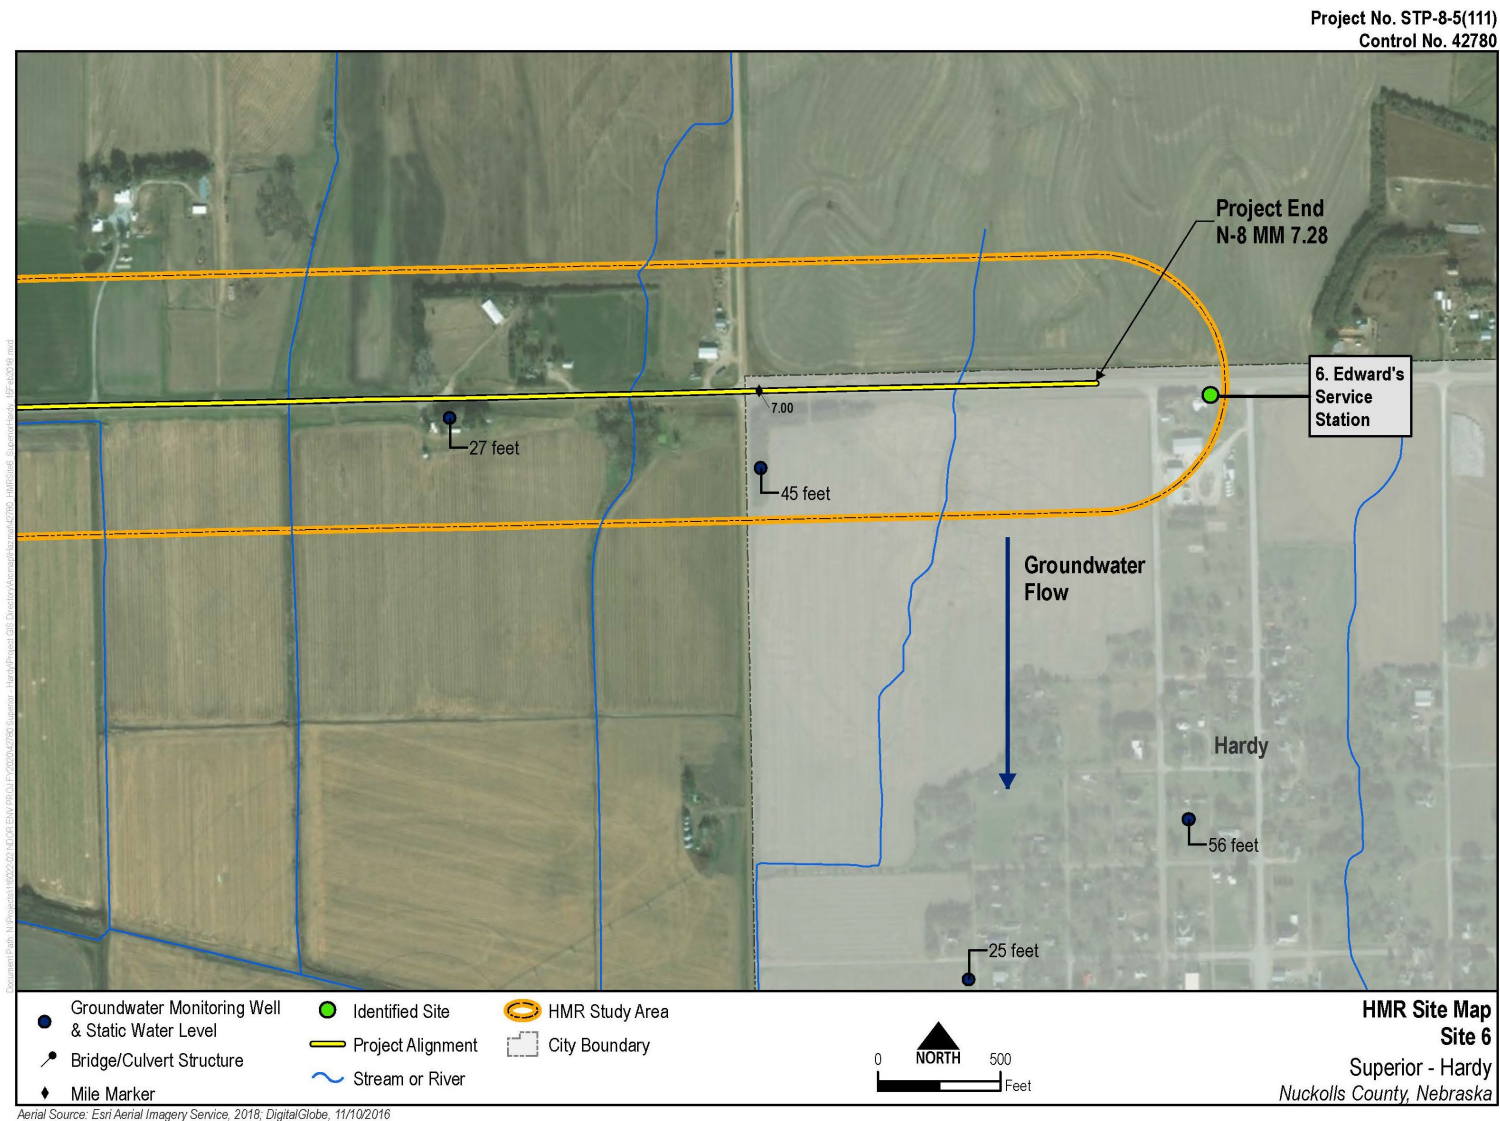 Project No. STP-8-5(111)
Control No. 42780
Project End
N-8 MM 7.28
6. Edward's
Service
Station
7.00
27 feet
45 feet
Groundwater
Flow
Hardy
56 feet
25 feet
Groundwater Monitoring Well
& Static Water Level
Bridge/Culvert Structure
Mile Marker
Identified Site
Project Alignment
Stream or River
HMR Study Area
City Boundary
NORTH
0
500
Feet
HMR Site Map
Site 6
Superior - Hardy
Nuckolls County, Nebraska
Aerial Source: Esri Aerial Imagery Service, 2018; DigitalGlobe, 11/10/2016